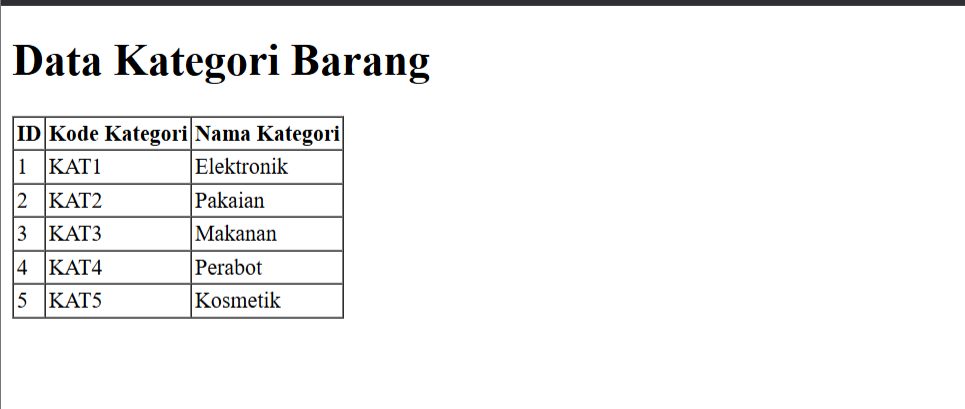 Data Kategori Barang
ID Kode Kategori Nama Kategori
1 KAT1 Elektronik
2 KAT2 Pakaian
3 KAT3 Makanan
4 KAT4 Perabot
5 KAT5 Kosmetik